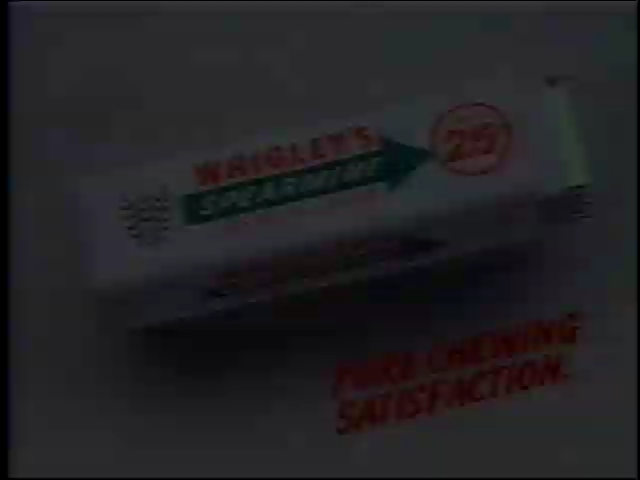 WRIGLEY'S
SPEARMINT
25
PURE CHEWING
SATISFACTION.